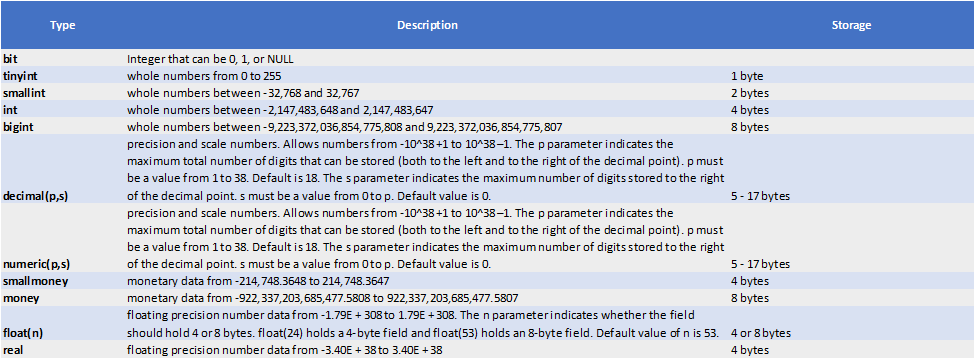 Type Description Storage
bit Integer that can be 0, 1, or NULL
tinyint whole numbers from 0 to 255 1 byte
smallint whole numbers between -32,768 and 32,767 2 bytes
int whole numbers between -2,147,483,648 and 2,147,483,647 4 bytes
bigint whole numbers between -9,223,372,036,854,775,808 and 9,223,372,036,854,775,807 8 bytes
precision and scale numbers. Allows numbers from -10^38 +1 to 10^38 –1. The p parameter indicates the
maximum total number of digits that can be stored (both to the left and to the right of the decimal point). p must
be a value from 1 to 38. Default is 18. The s parameter indicates the maximum number of digits stored to the right
decimal(p,s) of the decimal point. s must be a value from 0 to p. Default value is 0. 5 - 17 bytes
precision and scale numbers. Allows numbers from -10^38 +1 to 10^38 –1. The p parameter indicates the
maximum total number of digits that can be stored (both to the left and to the right of the decimal point). p must
be a value from 1 to 38. Default is 18. The s parameter indicates the maximum number of digits stored to the right
numeric(p,s) of the decimal point. s must be a value from 0 to p. Default value is 0. 5 - 17 bytes
smallmoney monetary data from -214,748.3648 to 214,748.3647 4 bytes
money monetary data from -922,337,203,685,477.5808 to 922,337,203,685,477.5807 8 bytes
floating precision number data from -1.79E + 308 to 1.79E + 308. The n parameter indicates whether the field
float(n) should hold 4 or 8 bytes. float(24) holds a 4-byte field and float(53) holds an 8-byte field. Default value of n is 53. 4 or 8 bytes
real floating precision number data from -3.40E + 38 to 3.40E + 38 4 bytes